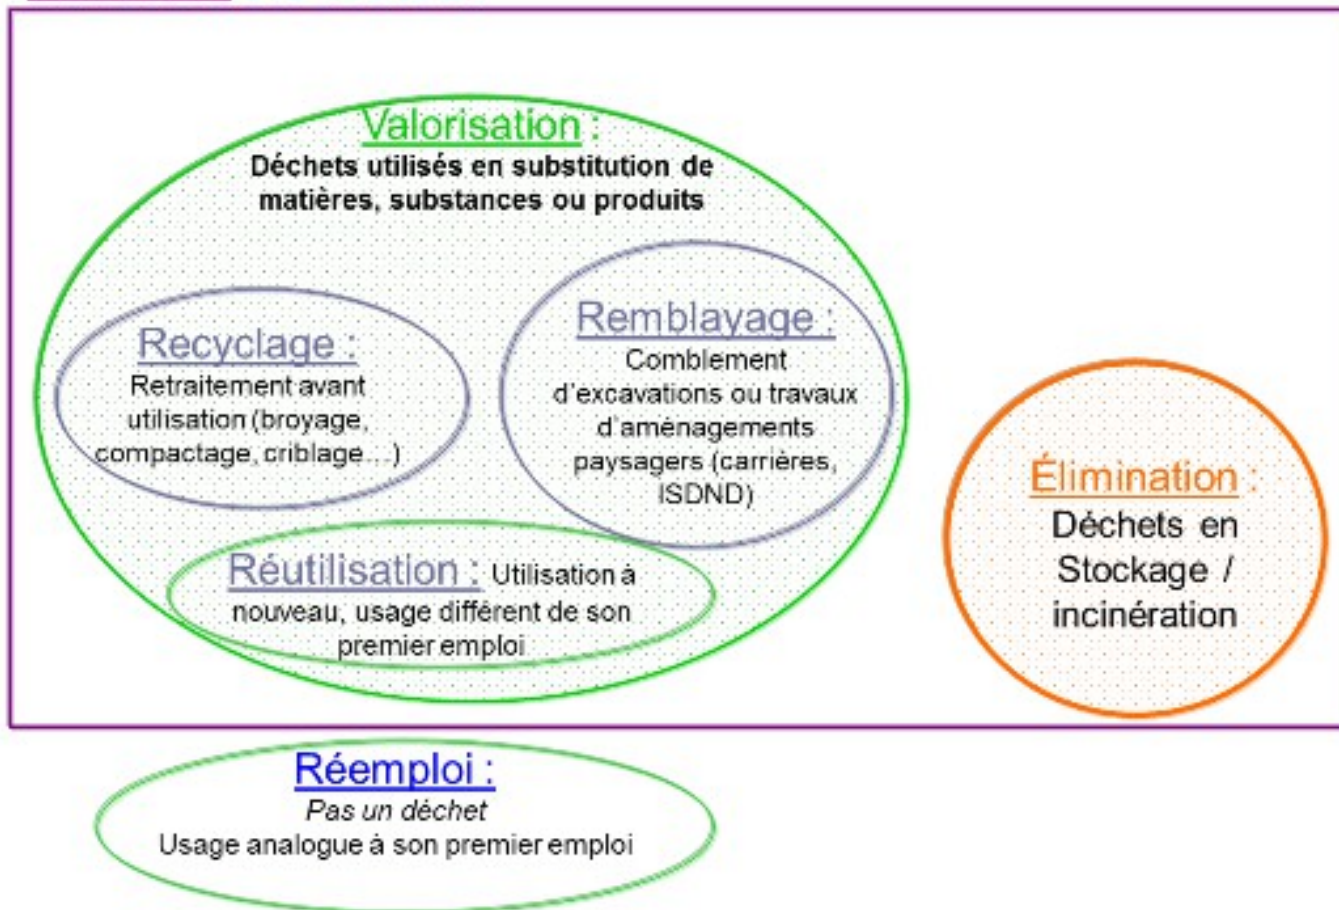 Valorisation :
Déchets utilisés en substitution de
matières, substances ou produits
Recyclage :
Retraitement avant
utilisation (broyage,
compactage, criblage…)
Remblayage :
Comblement
d'excavations ou travaux
d'aménagements
paysagers (carrières,
ISDND)
Réutilisation : Utilisation à
nouveau, usage différent de son
premier emploi
Élimination :
Déchets en
Stockage /
incinération
Réemploi :
Pas un déchet
Usage analogue à son premier emploi